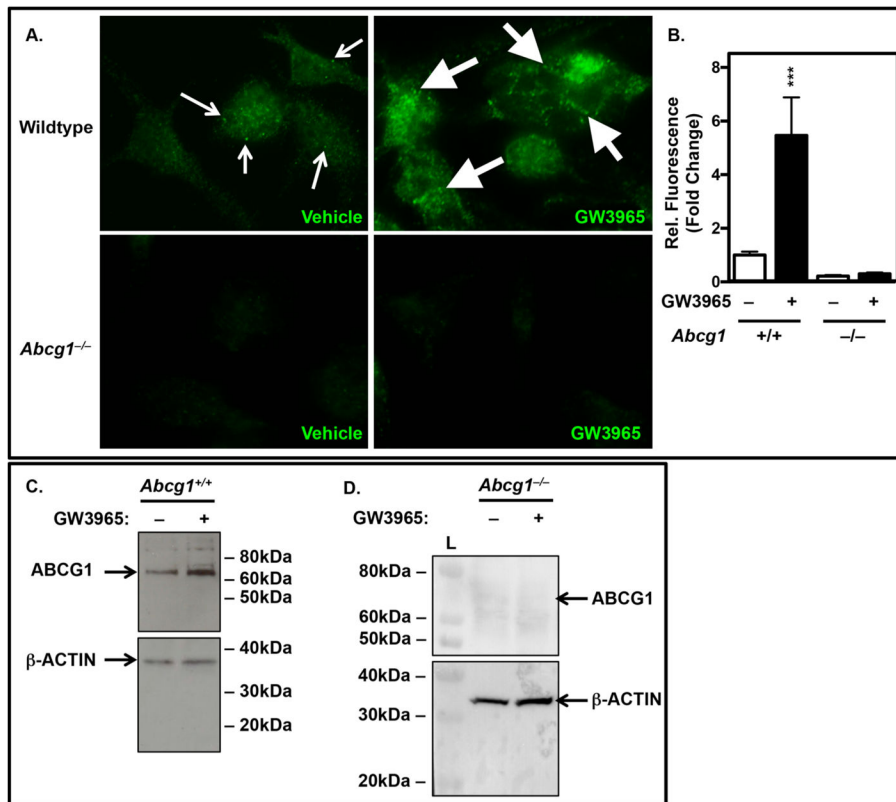 A.
Wildtype
Vehicle
GW3965
Abcg1–/–
Vehicle
GW3965
B.
Rel. Fluorescence
(Fold Change)
8
6
4
2
0
***
GW3965 – + – +
Abcg1 +/+ –/–
C.
Abcg1+/+
GW3965: – +
ABCG1
– 80kDa
– 60kDa
– 50kDa
β-ACTIN
– 40kDa
– 30kDa
– 20kDa
D.
Abcg1–/–
GW3965: – +
L
80kDa –
60kDa –
50kDa –
ABCG1
40kDa –
30kDa –
20kDa –
β-ACTIN